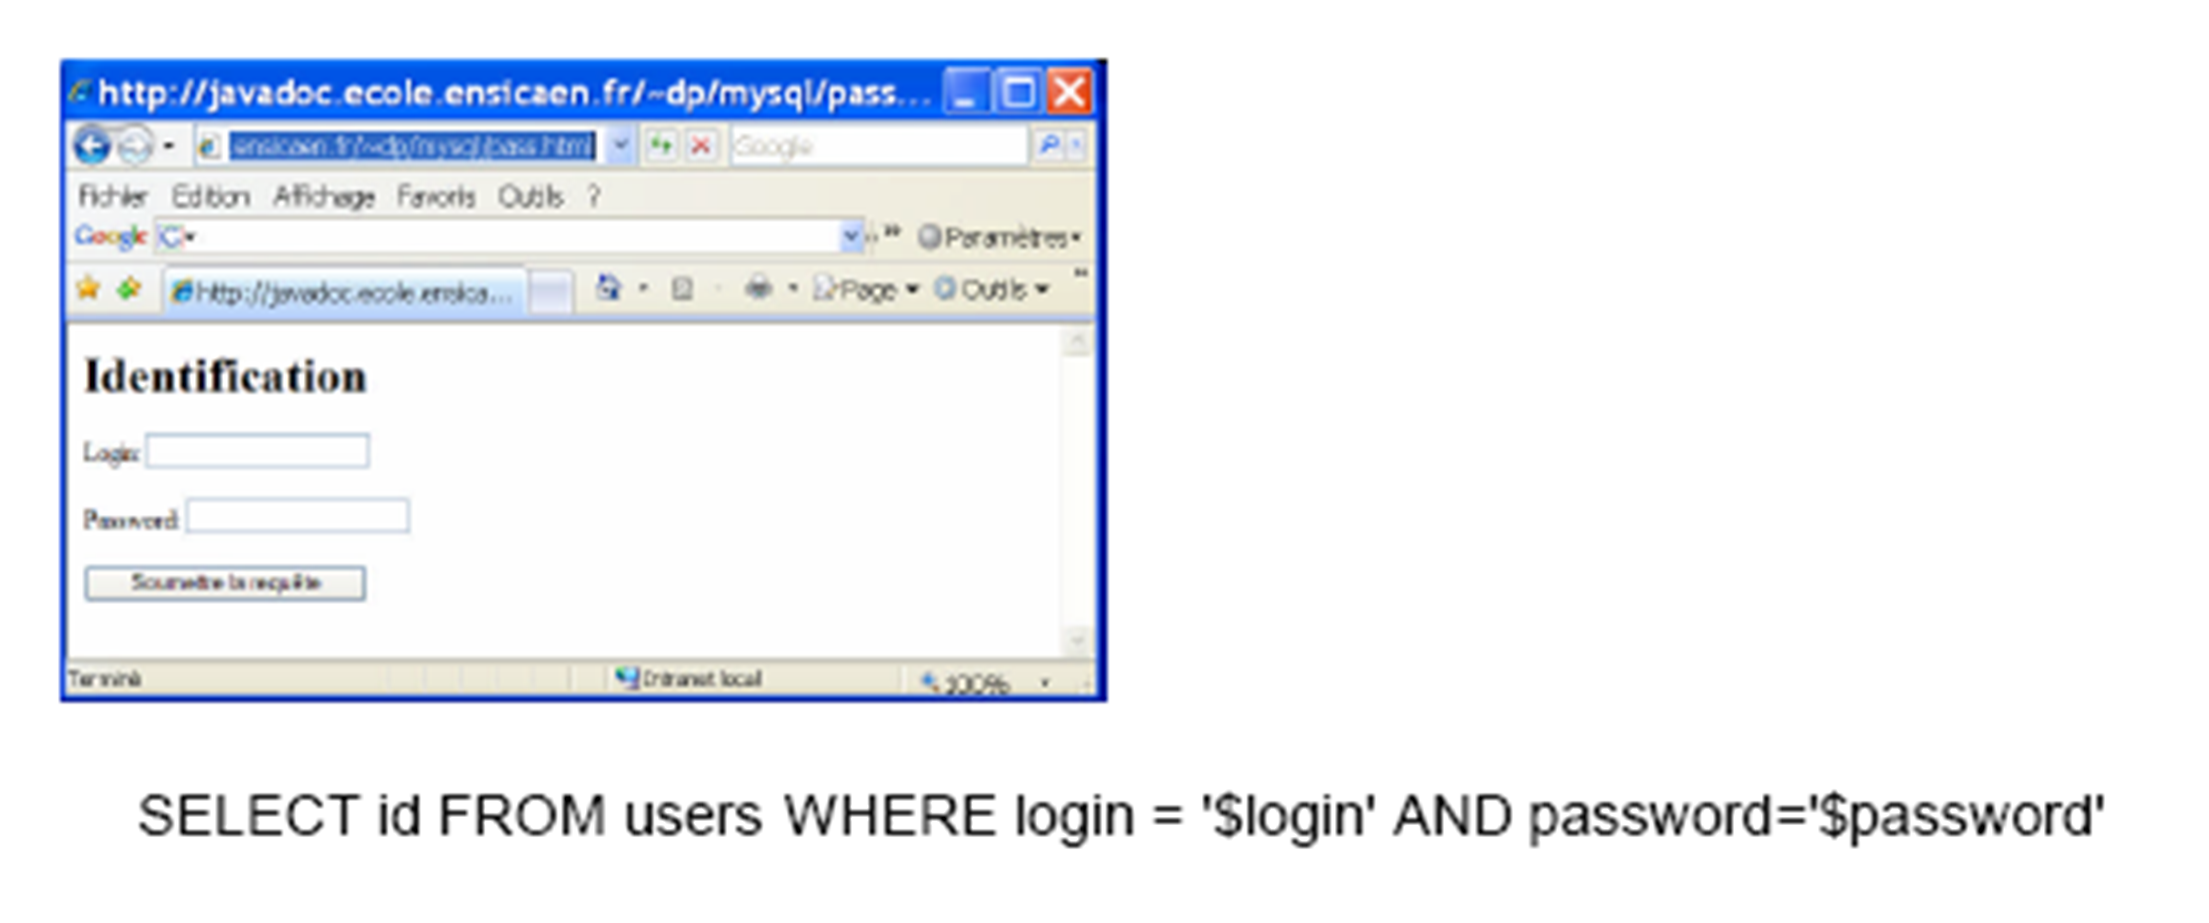 http://javadoc.ecole.ensicaen.fr/~dp/mysql/pass...
ensicaen.fr/~dp/mysql/pass.html
Google
Fichier Edition Affichage Favoris Outils ?
Google G Paramètres
http://javadoc.ecole.ensica... Page Outils
Identification
Login:
Password:
Soumettre la requête
Terminé Intranet local 100%
SELECT id FROM users WHERE login = '$login' AND password='$password'